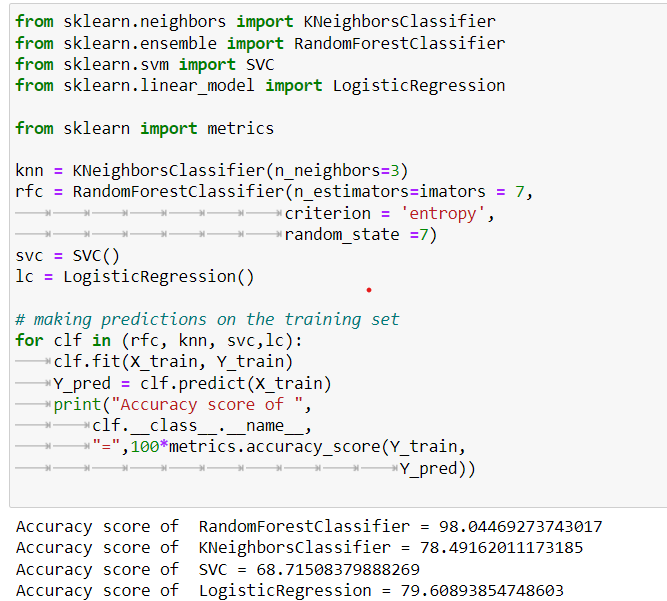 from sklearn.neighbors import KNeighborsClassifier
from sklearn.ensemble import RandomForestClassifier
from sklearn.svm import SVC
from sklearn.linear_model import LogisticRegression
from sklearn import metrics
knn = KNeighborsClassifier(n_neighbors=3)
rfc = RandomForestClassifier(n_estimators=imators = 7,
criterion = 'entropy',
random_state =7)
svc = SVC()
lc = LogisticRegression()
# making predictions on the training set
for clf in (rfc, knn, svc,lc):
clf.fit(X_train, Y_train)
Y_pred = clf.predict(X_train)
print("Accuracy score of ",
clf.__class__.__name__,
"=",100*metrics.accuracy_score(Y_train,
Y_pred))
Accuracy score of  RandomForestClassifier = 98.04469273743017
Accuracy score of  KNeighborsClassifier = 78.49162011173185
Accuracy score of  SVC = 68.71508379888269
Accuracy score of  LogisticRegression = 79.60893854748603